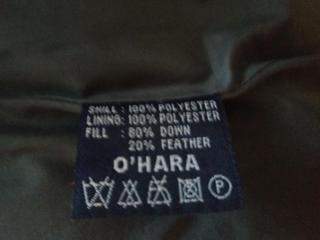 SHELL : 100% POLYESTER
LINING: 100% POLYESTER
FILL : 80% DOWN
20% FEATHER
O'HARA
P